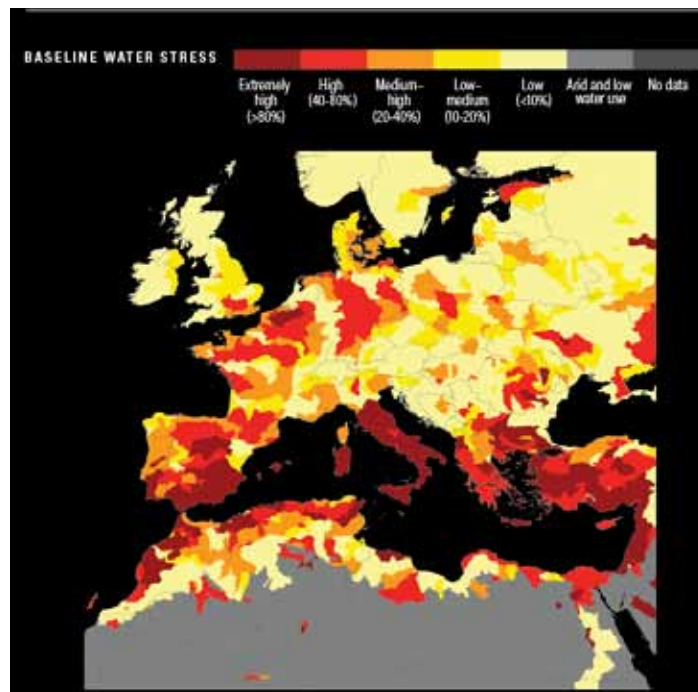 BASELINE WATER STRESS
Extremely high (>80%)
High (40-80%)
Medium– high (20-40%)
Low– medium (10-20%)
Low (<10%)
Arid and low water use
No data